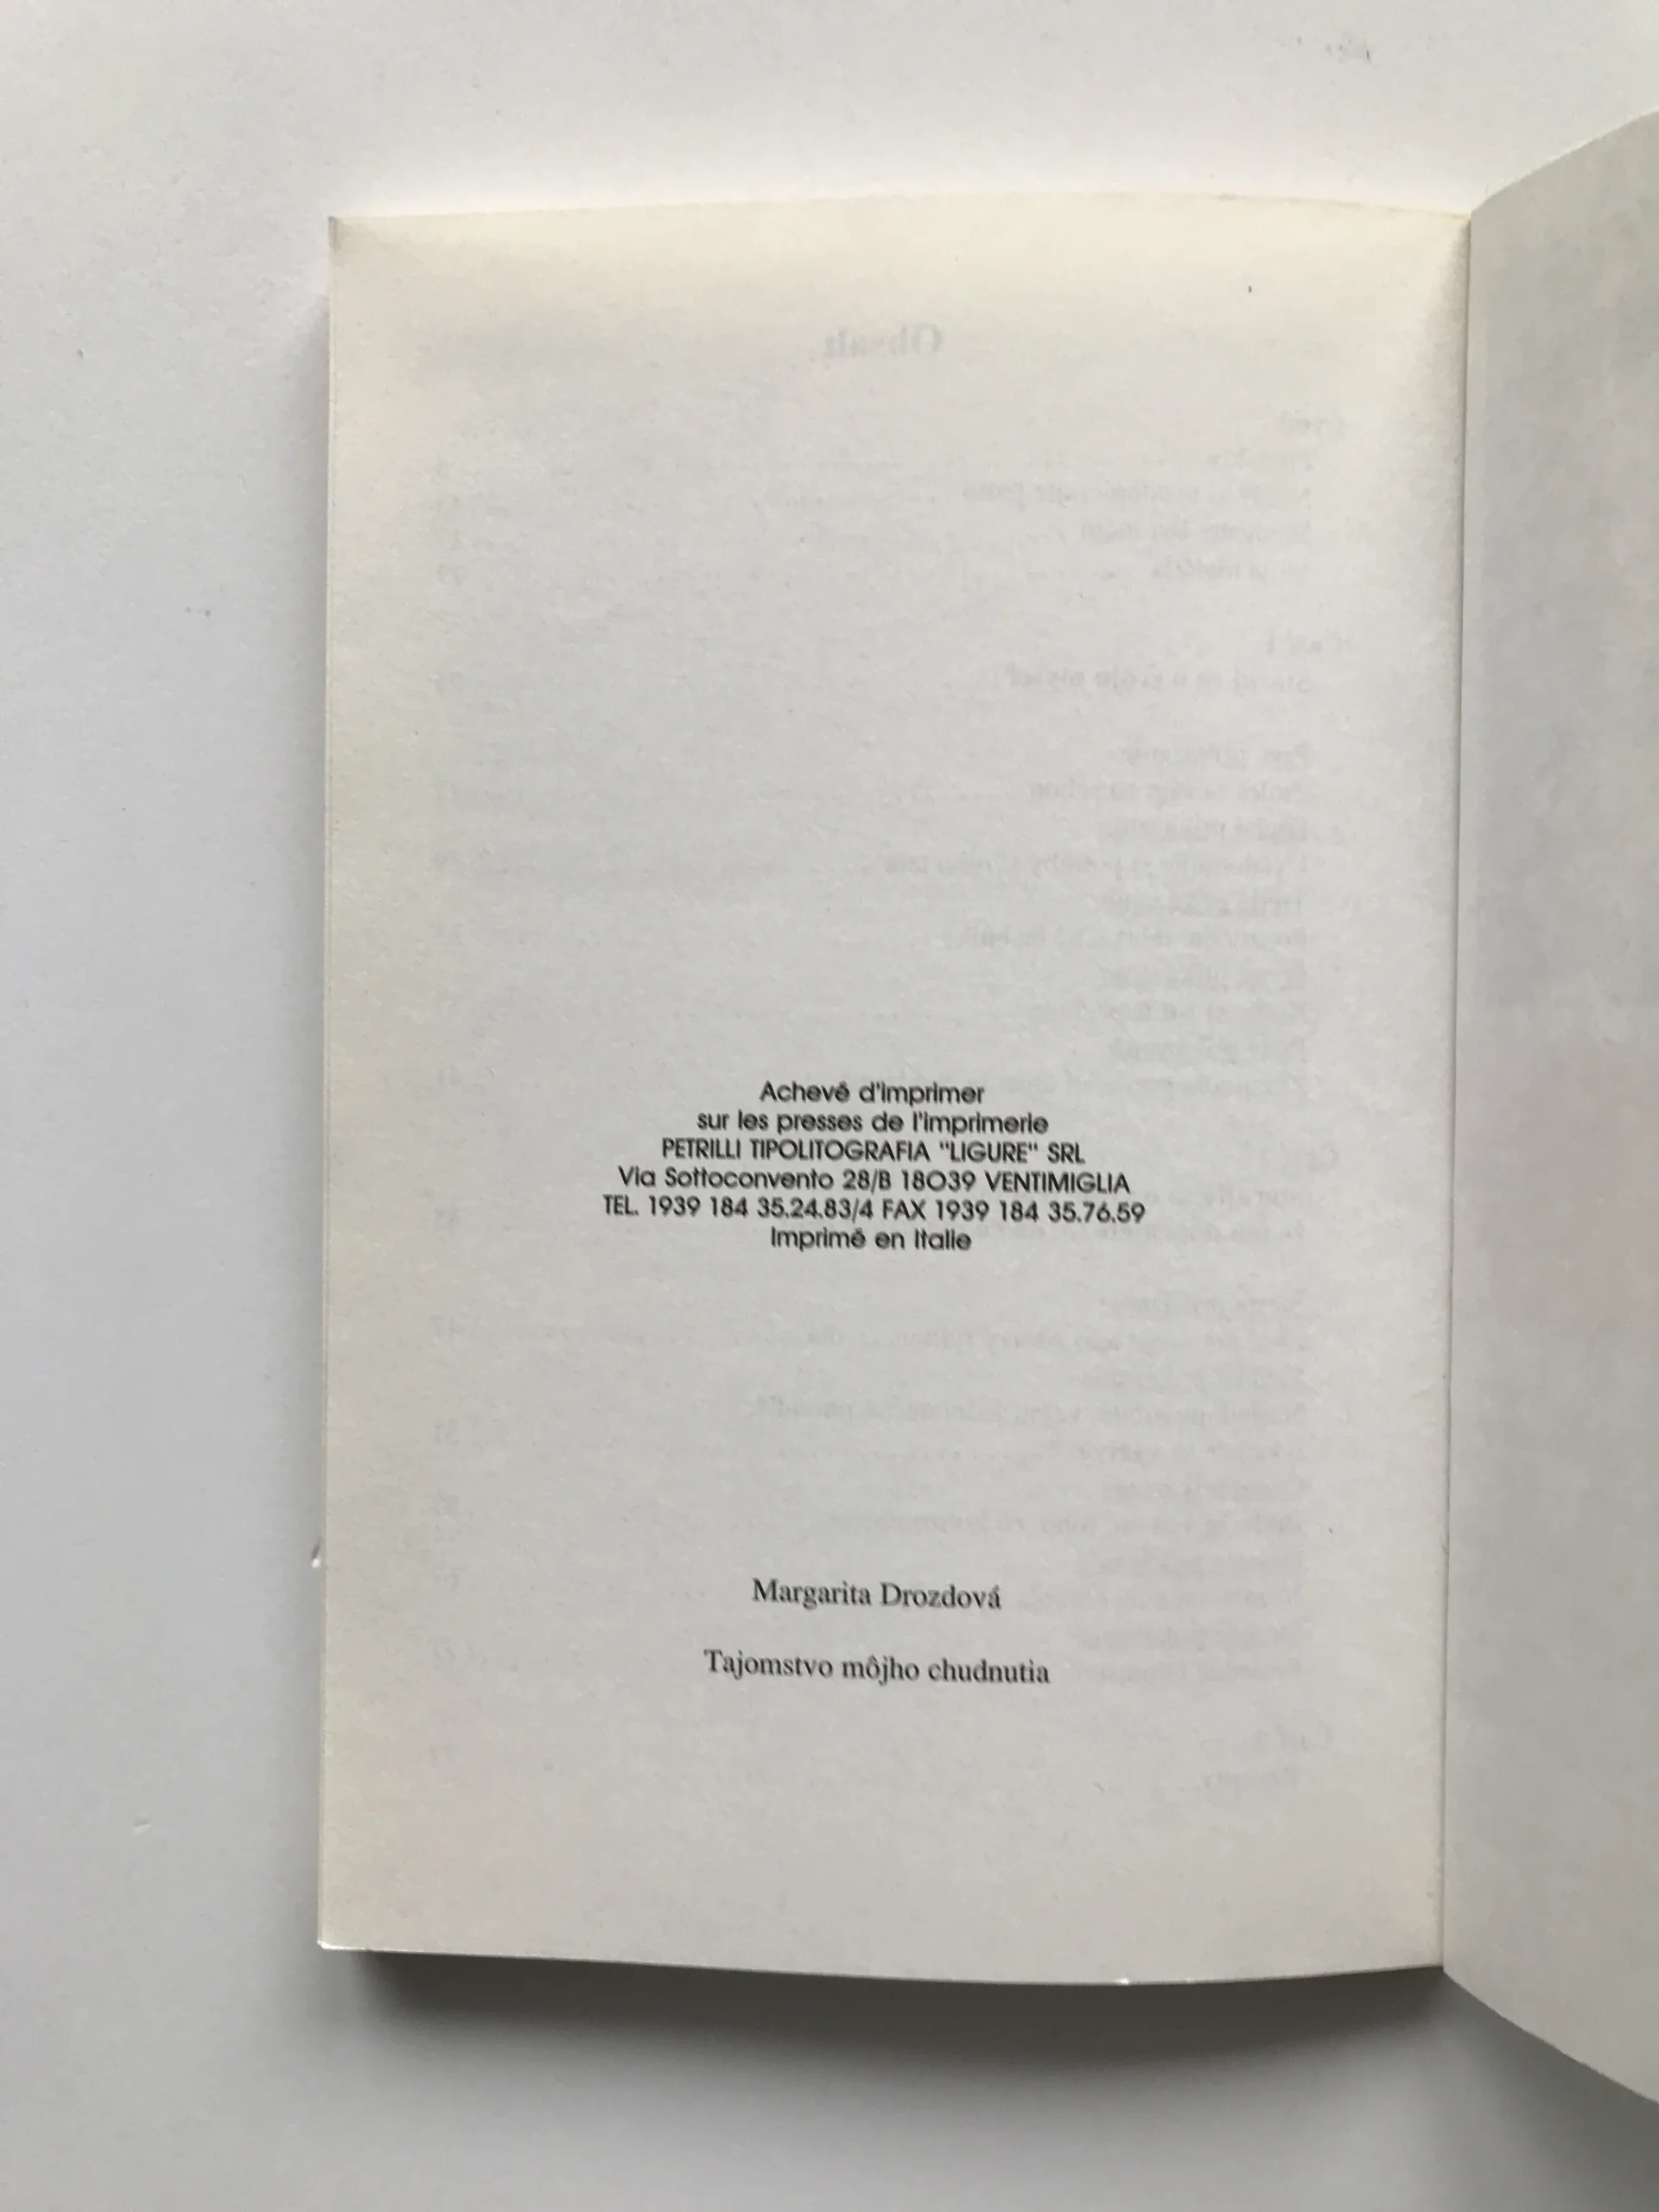 Achevé d'imprimer
sur les presses de l'imprimerie
PETRILLI TIPOLITOGRAFIA "LIGURE" SRL
Via Sottoconvento 28/B 18039 VENTIMIGLIA
TEL. 1939 184 35.24.83/4 FAX 1939 184 35.76.59
Imprimé en Italie
Margarita Drozdová
Tajomstvo môjho chudnutia